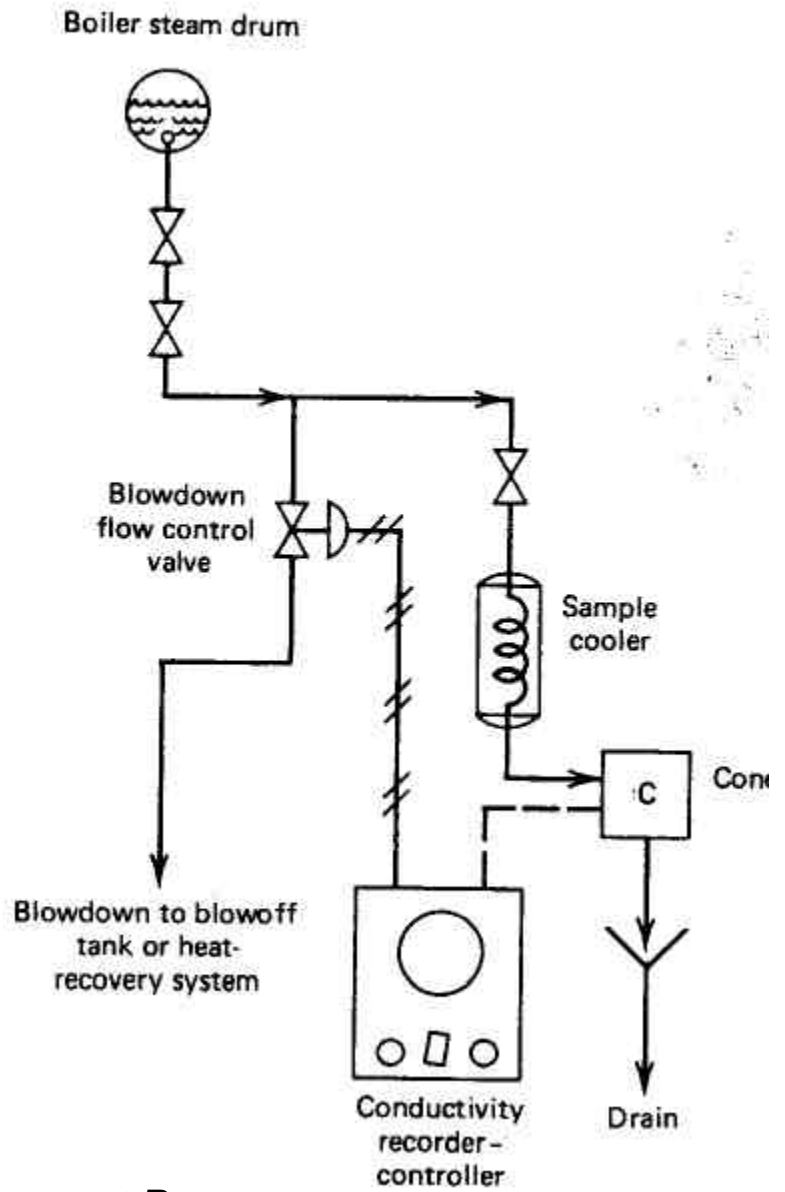 Boiler steam drum
Blowdown
flow control
valve
Sample
cooler
C
Blowdown to blowoff
tank or heat-
recovery system
Conductivity
recorder-
controller
Drain